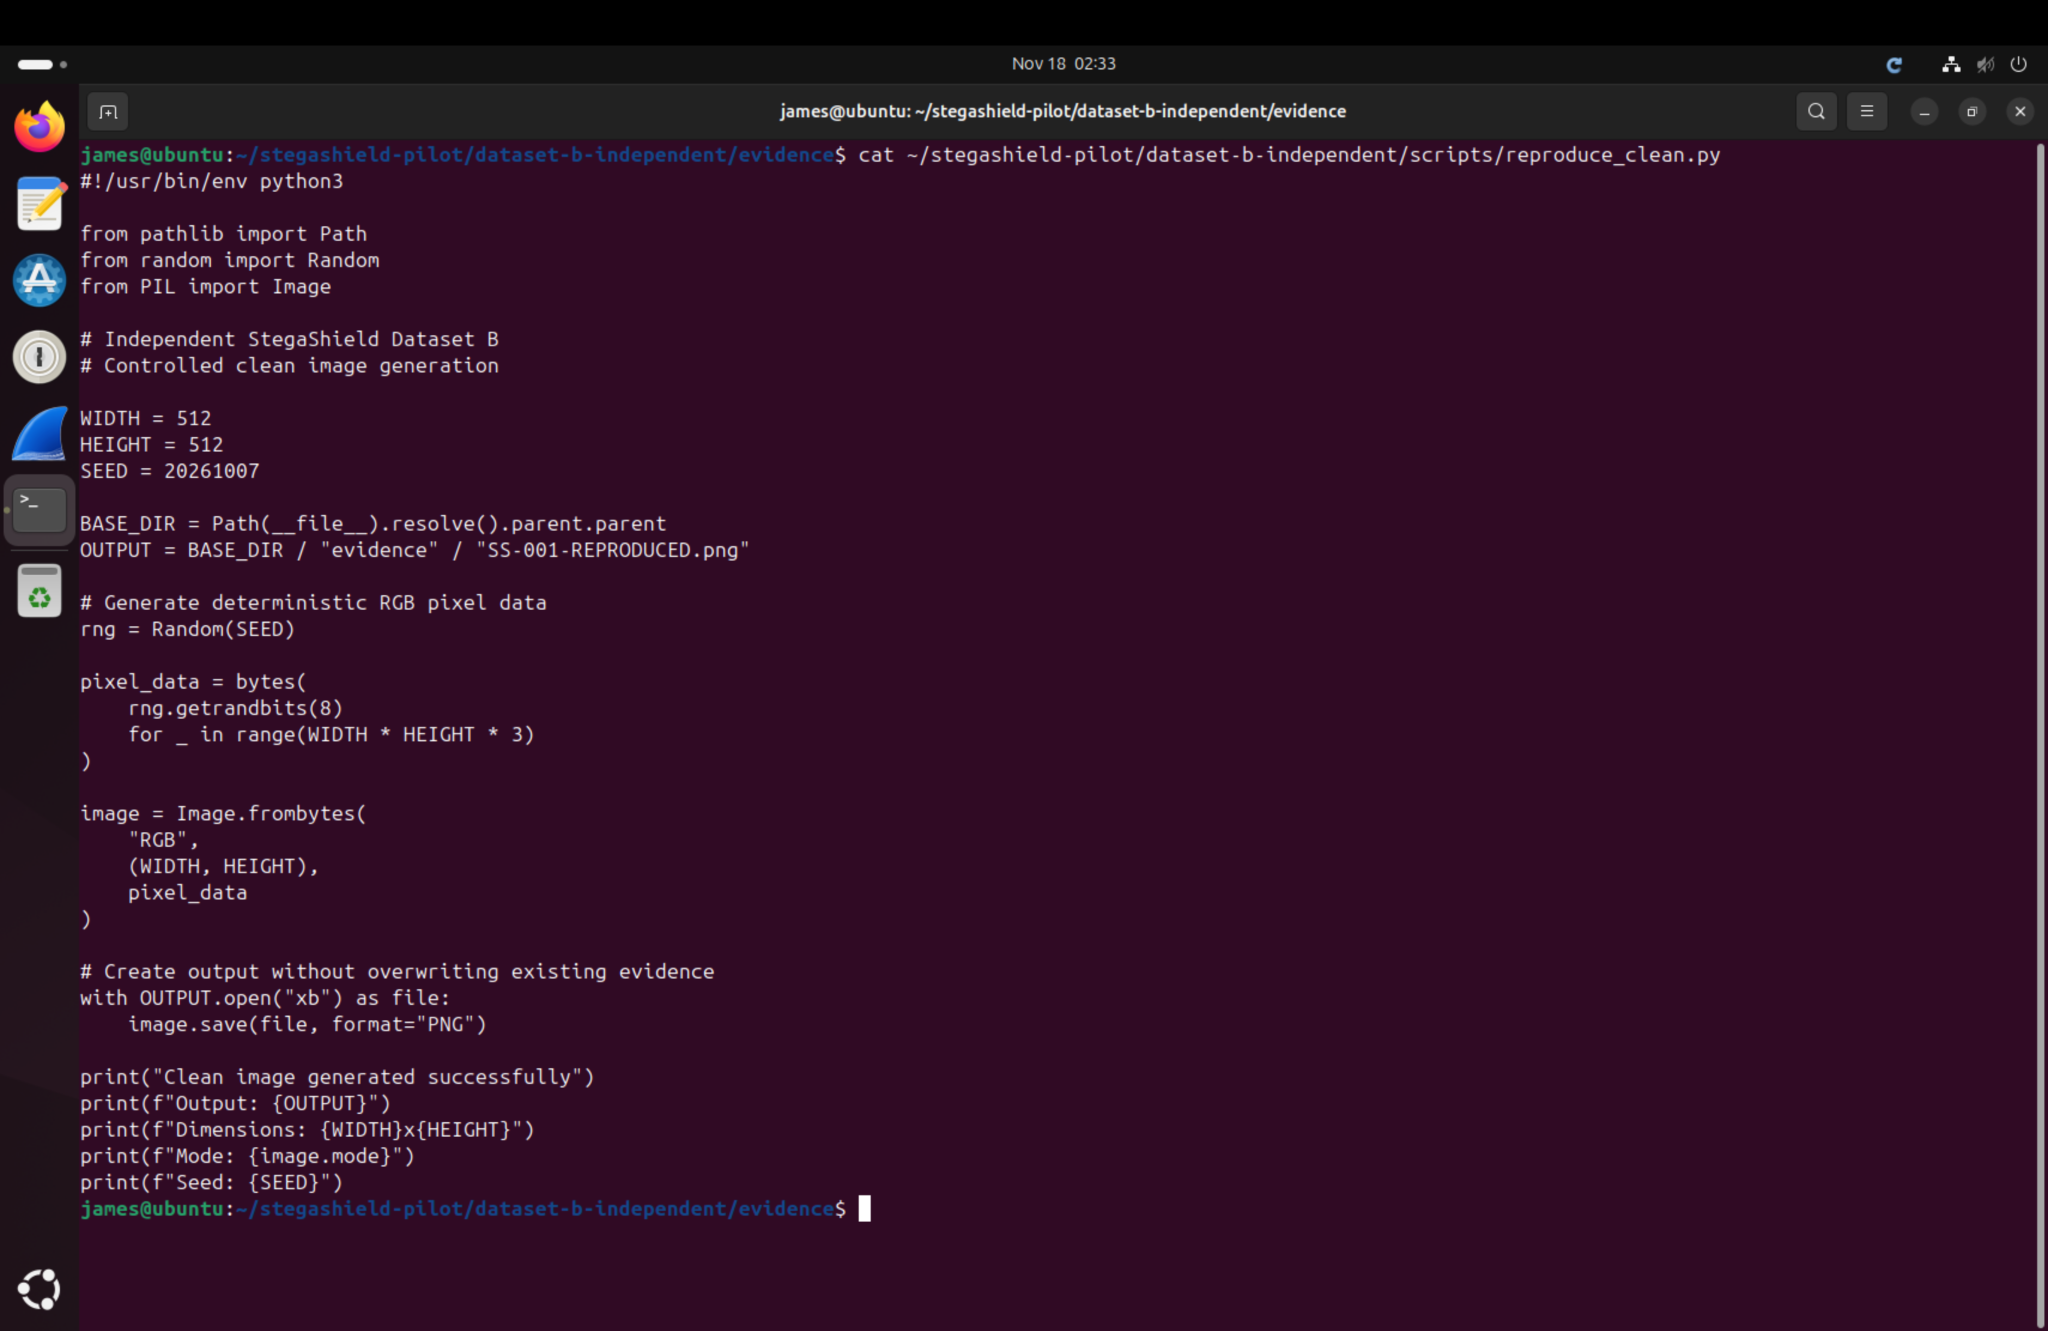 Nov 18 02:33
james@ubuntu: ~/stegashield-pilot/dataset-b-independent/evidence
james@ubuntu:~/stegashield-pilot/dataset-b-independent/evidence$ cat ~/stegashield-pilot/dataset-b-independent/scripts/reproduce_clean.py
#!/usr/bin/env python3

from pathlib import Path
from random import Random
from PIL import Image

# Independent StegaShield Dataset B
# Controlled clean image generation

WIDTH = 512
HEIGHT = 512
SEED = 20261007

BASE_DIR = Path(__file__).resolve().parent.parent
OUTPUT = BASE_DIR / "evidence" / "SS-001-REPRODUCED.png"

# Generate deterministic RGB pixel data
rng = Random(SEED)

pixel_data = bytes(
    rng.getrandbits(8)
    for _ in range(WIDTH * HEIGHT * 3)
)

image = Image.frombytes(
    "RGB",
    (WIDTH, HEIGHT),
    pixel_data
)

# Create output without overwriting existing evidence
with OUTPUT.open("xb") as file:
    image.save(file, format="PNG")

print("Clean image generated successfully")
print(f"Output: {OUTPUT}")
print(f"Dimensions: {WIDTH}x{HEIGHT}")
print(f"Mode: {image.mode}")
print(f"Seed: {SEED}")
james@ubuntu:~/stegashield-pilot/dataset-b-independent/evidence$